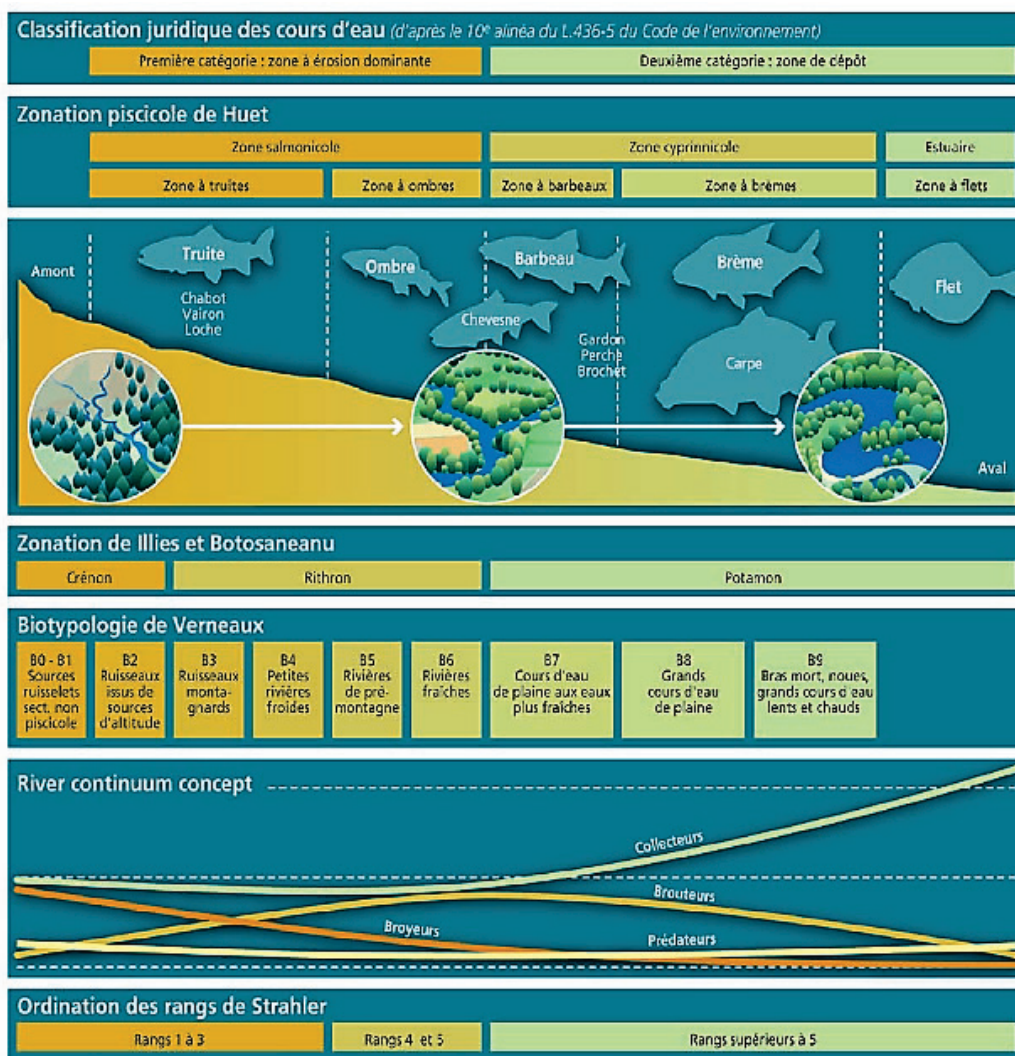 Classification juridique des cours d'eau (d'après le 10e alinéa du L.436-5 du Code de l'environnement)
Première catégorie : zone à érosion dominante
Deuxième catégorie : zone de dépôt
Zonation piscicole de Huet
Zone salmonicole
Zone cyprinnicole
Estuaire
Zone à truites
Zone à ombres
Zone à barbeaux
Zone à brèmes
Zone à flets
Amont
Truite
Chabot
Vairon
Loche
Ombre
Barbeau
Chevesne
Gardon
Perche
Brochet
Brème
Carpe
Flet
Aval
Zonation de Illies et Botosaneanu
Crénon
Rithron
Potamon
Biotypologie de Verneaux
B0 - B1
Sources
ruisselets
sect. non
piscicole
B2
Ruisseaux
issus de
sources
d'altitude
B3
Ruisseaux
monta-
gnards
B4
Petites
rivières
froides
B5
Rivières
de pré-
montagne
B6
Rivières
fraîches
B7
Cours d'eau
de plaine aux eaux
plus fraîches
B8
Grands
cours d'eau
de plaine
B9
Bras mort, noues,
grands cours d'eau
lents et chauds
River continuum concept
Collecteurs
Brouteurs
Broyeurs
Prédateurs
Ordination des rangs de Strahler
Rangs 1 à 3
Rangs 4 et 5
Rangs supérieurs à 5